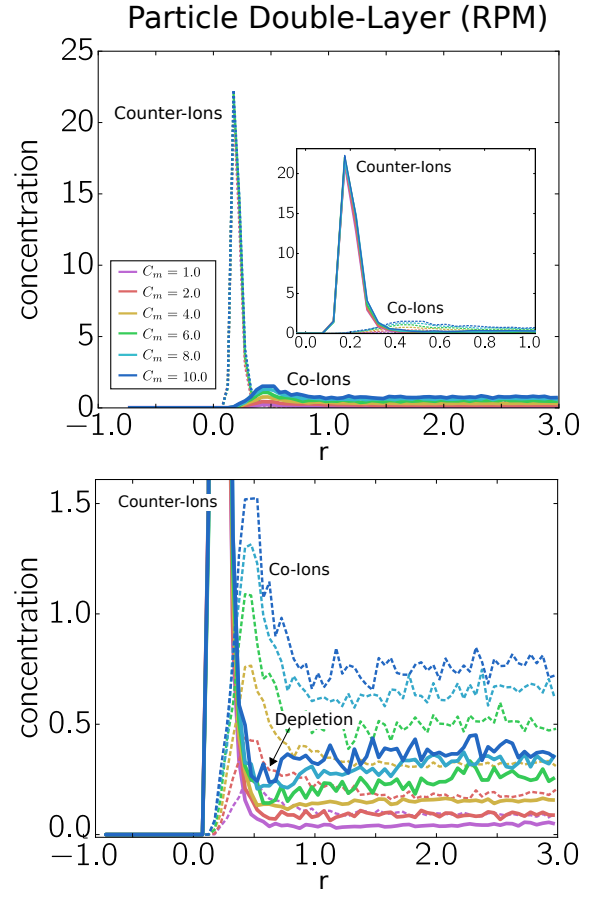 Particle Double-Layer (RPM)
25
20
15
10
5
0
concentration
Counter-Ions
Co-Ions
C_m = 1.0
C_m = 2.0
C_m = 4.0
C_m = 6.0
C_m = 8.0
C_m = 10.0
20
15
10
5
0
Counter-Ions
Co-Ions
0.0 0.2 0.4 0.6 0.8 1.0
−1.0 0.0 1.0 2.0 3.0
r
1.5
1.0
0.5
0.0
concentration
Counter-Ions
Co-Ions
Depletion
−1.0 0.0 1.0 2.0 3.0
r